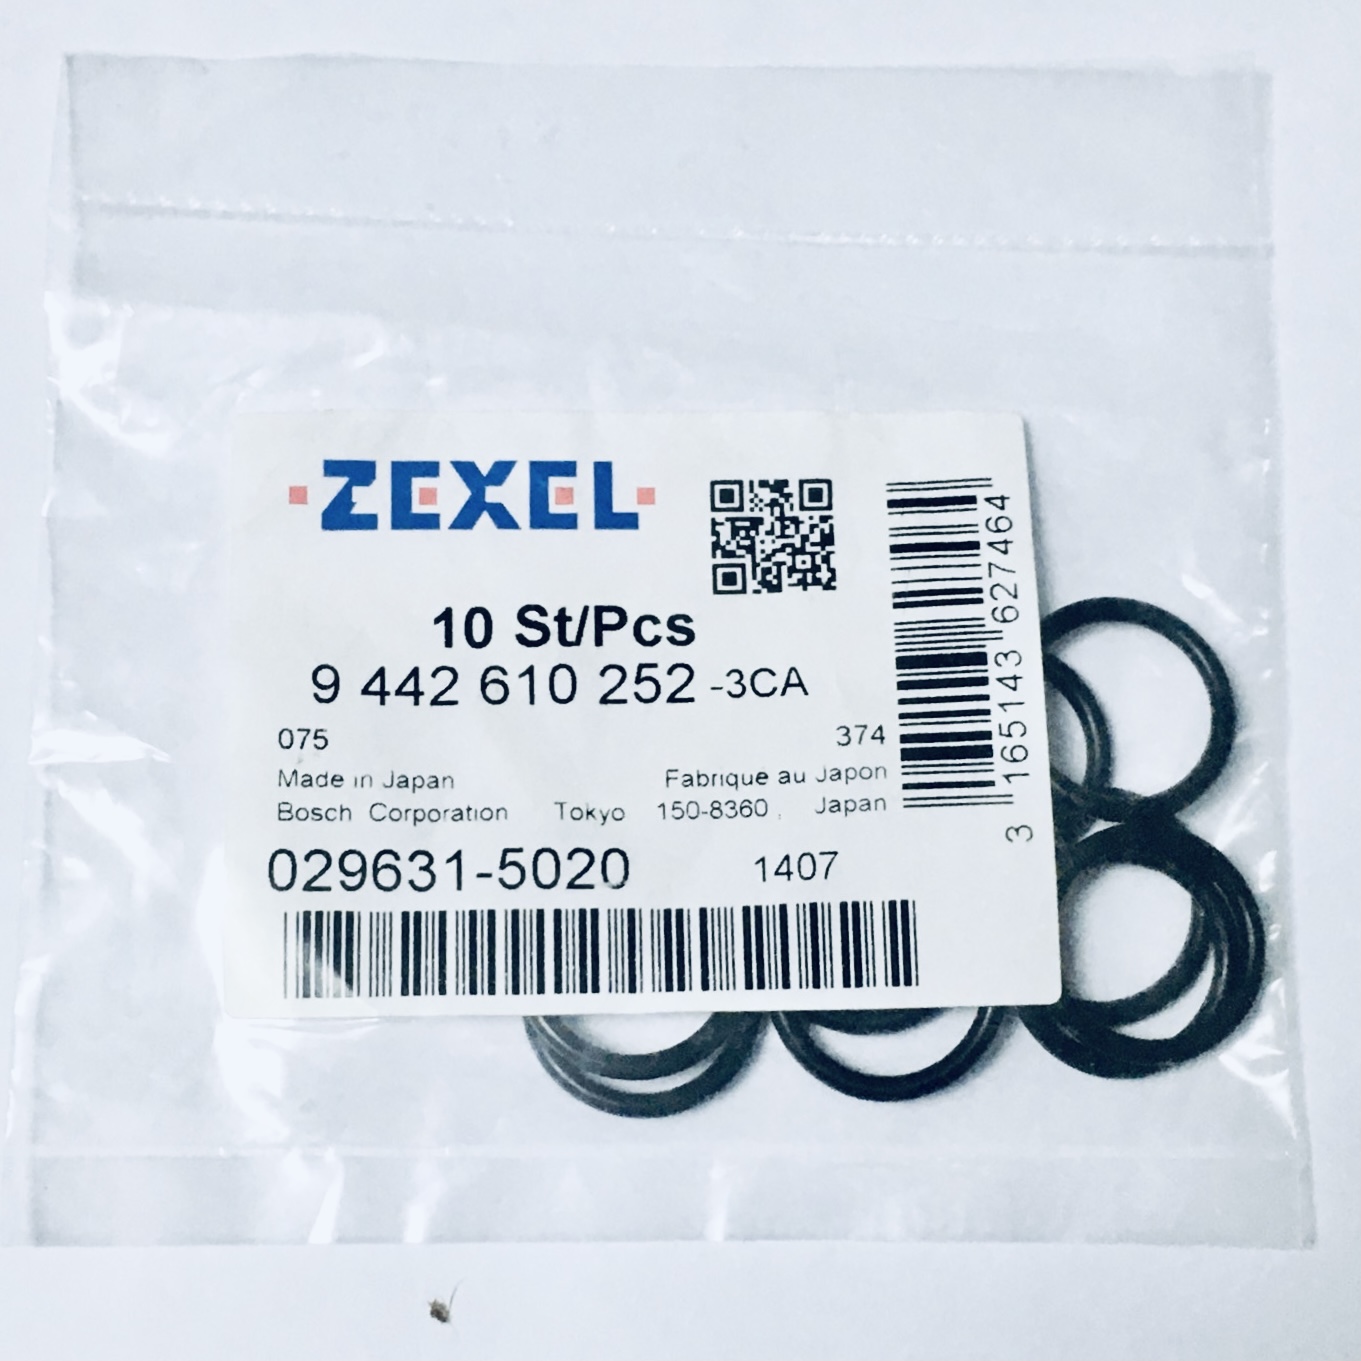 ZEXEL
10 St/Pcs
9 442 610 252 -3CA
075 374
Made in Japan Fabriqué au Japon
Bosch Corporation Tokyo 150-8360, Japan
029631-5020 1407
3 165143 627464